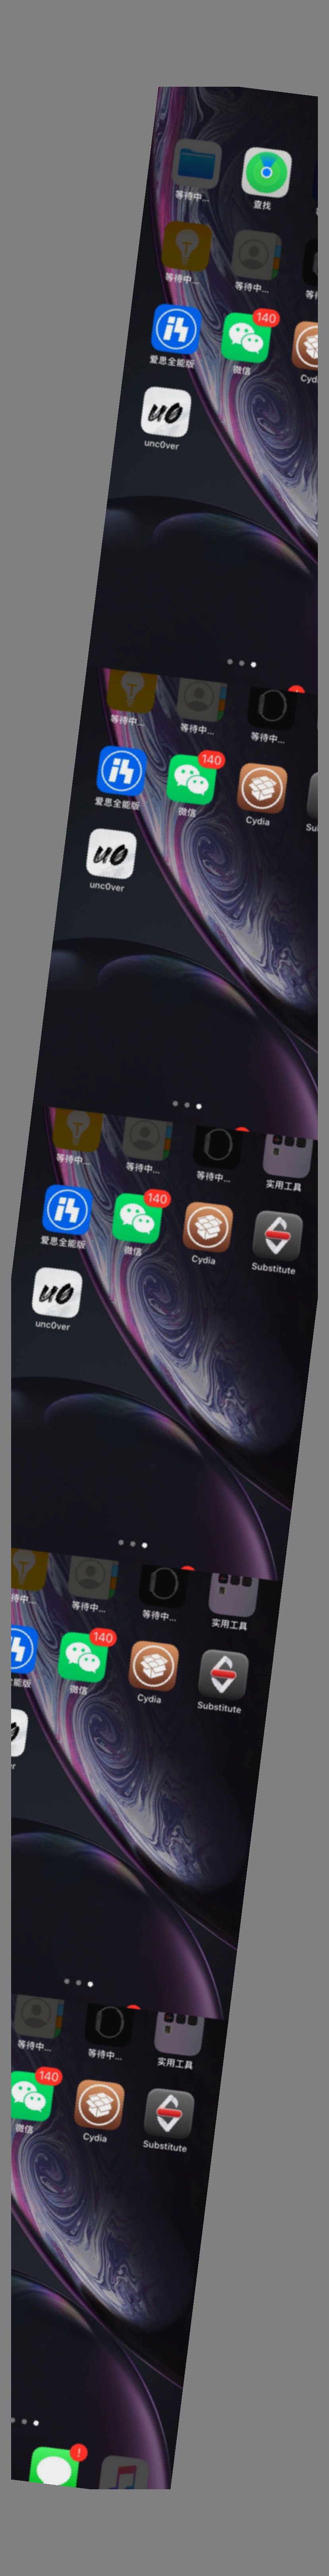 等待中... 查找
等待中... 等待中...
140
爱思全能版 微信 Cyd
unc0ver
等待中... 等待中... 等待中...
140
爱思全能版 微信 Cydia Su
unc0ver
等待中... 等待中... 等待中... 实用工具
140
爱思全能版 微信 Cydia Substitute
unc0ver
待中... 等待中... 等待中... 实用工具
140
能版 微信 Cydia Substitute
er
等待中... 等待中... 实用工具
140
微信 Cydia Substitute
!